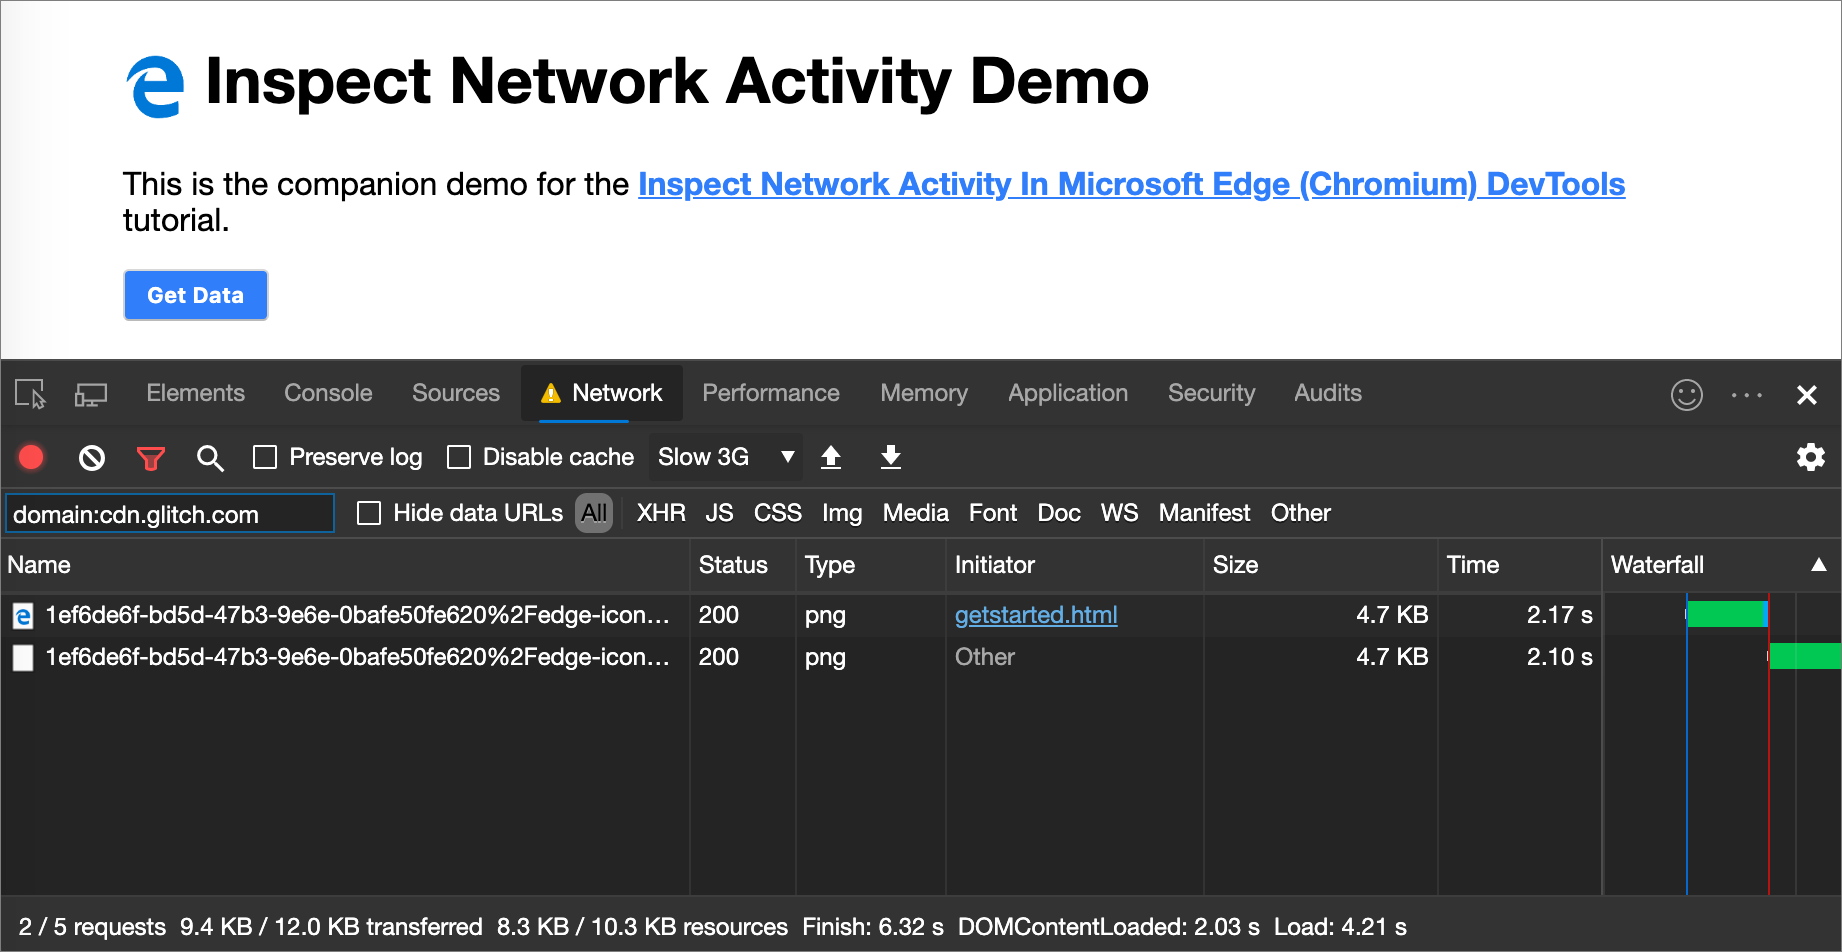 Inspect Network Activity Demo
This is the companion demo for the Inspect Network Activity In Microsoft Edge (Chromium) DevTools
tutorial.
Get Data
Elements Console Sources Network Performance Memory Application Security Audits
Preserve log Disable cache Slow 3G
domain:cdn.glitch.com Hide data URLs All XHR JS CSS Img Media Font Doc WS Manifest Other
Name Status Type Initiator Size Time Waterfall
1ef6de6f-bd5d-47b3-9e6e-0bafe50fe620%2Fedge-icon... 200 png getstarted.html 4.7 KB 2.17 s
1ef6de6f-bd5d-47b3-9e6e-0bafe50fe620%2Fedge-icon... 200 png Other 4.7 KB 2.10 s
2 / 5 requests 9.4 KB / 12.0 KB transferred 8.3 KB / 10.3 KB resources Finish: 6.32 s DOMContentLoaded: 2.03 s Load: 4.21 s